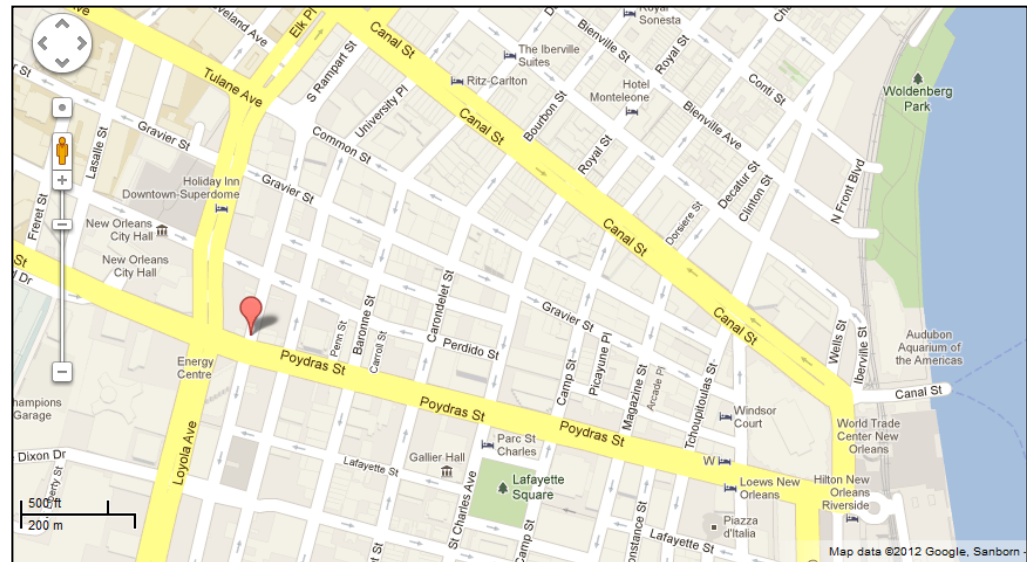 Ave
Cleveland Ave
Elk Pl
Canal St
Royal
Sonesta
The Iberville
Suites
Bienville St
Royal St
Ritz-Carlton
S Rampart St
Tulane Ave
University Pl
Hotel
Monteleone
Conti St
Woldenberg
Park
Canal St
Bourbon St
Bienville Ave
Gravier St
Common St
Lasalle St
Royal St
Holiday Inn
Downtown-Superdome
Gravier St
Decatur St
Clinton St
N Front Blvd
Freret St
New Orleans
City Hall
Dorsiere St
Canal St
New Orleans
City Hall
St
Dr
Carondelet St
Gravier St
Baronne St
Penn St
Carroll St
Perdido St
Canal St
Wells St
Iberville St
Audubon
Aquarium of
the Americas
Energy
Centre
Poydras St
Camp St
Picayune Pl
Magazine St
Arcade Pl
Tchoupitoulas St
Canal St
Champions
Garage
Poydras St
Poydras St
Windsor
Court
World Trade
Center New
Orleans
Loyola Ave
Parc St
Charles
Gallier Hall
Dixon Dr
Lafayette St
W
Lafayette
Square
Loews New
Orleans
Hilton New
Orleans
Riverside
500 ft
200 m
St Charles Ave
Camp St
Constance St
Piazza
d'Italia
Lafayette St
Map data ©2012 Google, Sanborn -